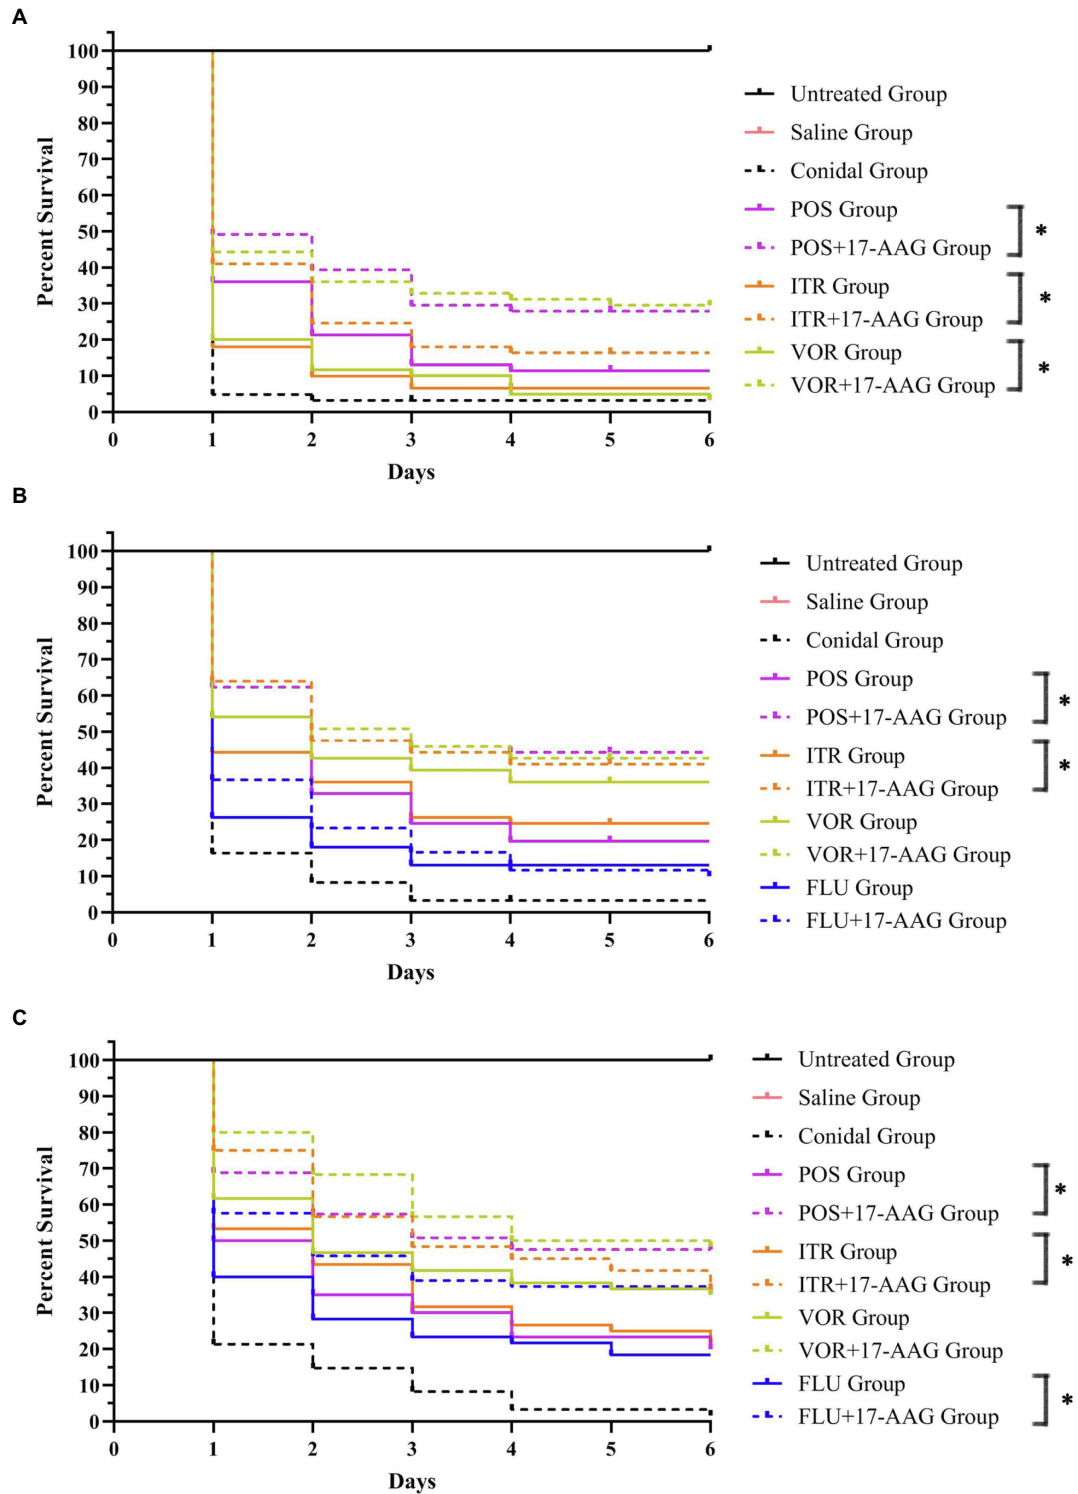 A
Percent Survival
100
90
80
70
60
50
40
30
20
10
0
0 1 2 3 4 5 6
Days
Untreated Group
Saline Group
Conidal Group
POS Group
POS+17-AAG Group
*
ITR Group
ITR+17-AAG Group
*
VOR Group
VOR+17-AAG Group
*
B
Percent Survival
100
90
80
70
60
50
40
30
20
10
0
0 1 2 3 4 5 6
Days
Untreated Group
Saline Group
Conidal Group
POS Group
POS+17-AAG Group
*
ITR Group
ITR+17-AAG Group
*
VOR Group
VOR+17-AAG Group
FLU Group
FLU+17-AAG Group
C
Percent Survival
100
90
80
70
60
50
40
30
20
10
0
0 1 2 3 4 5 6
Days
Untreated Group
Saline Group
Conidal Group
POS Group
POS+17-AAG Group
*
ITR Group
ITR+17-AAG Group
*
VOR Group
VOR+17-AAG Group
FLU Group
FLU+17-AAG Group
*